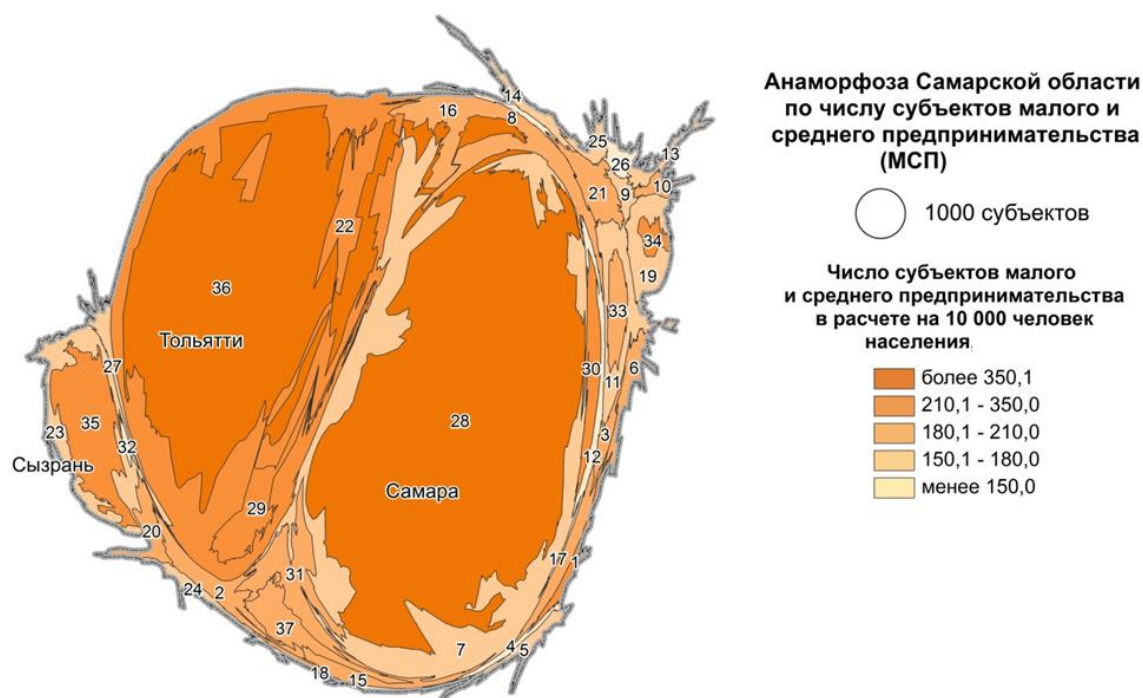 Анаморфоза Самарской области
по числу субъектов малого и
среднего предпринимательства
(МСП)
1000 субъектов
Число субъектов малого
и среднего предпринимательства
в расчете на 10 000 человек
населения
более 350,1
210,1 - 350,0
180,1 - 210,0
150,1 - 180,0
менее 150,0
14
16
8
25
26
13
10
9
21
22
34
19
36
33
Тольятти
27
30
6
11
35
28
23
3
32
12
Сызрань
Самара
29
20
17
1
31
24
2
37
7
4
5
18
15